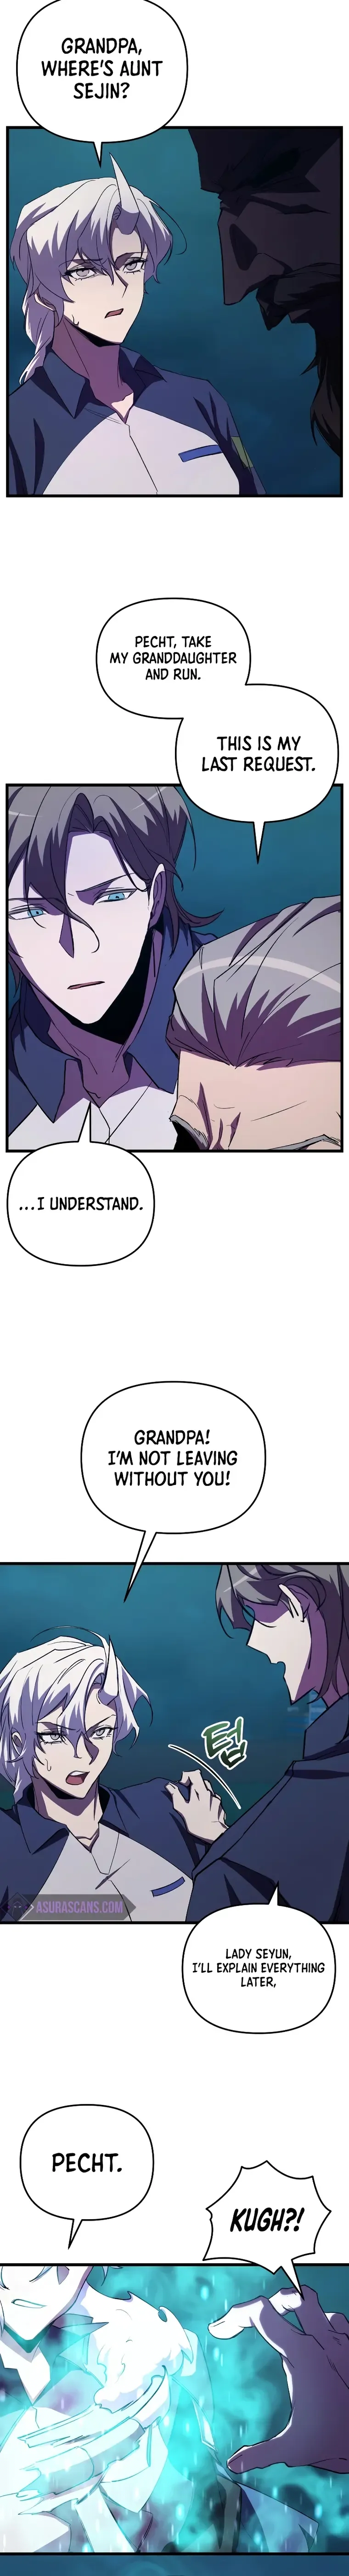 GRANDPA,
WHERE'S AUNT
SEJIN?
PECHT, TAKE
MY GRANDDAUGHTER
AND RUN.
THIS IS MY
LAST REQUEST.
...I UNDERSTAND.
GRANDPA!
I'M NOT LEAVING
WITHOUT YOU!
텁
ASURASCANS.COM
LADY SEYUN,
I'LL EXPLAIN EVERYTHING
LATER,
PECHT.
KUGH?!